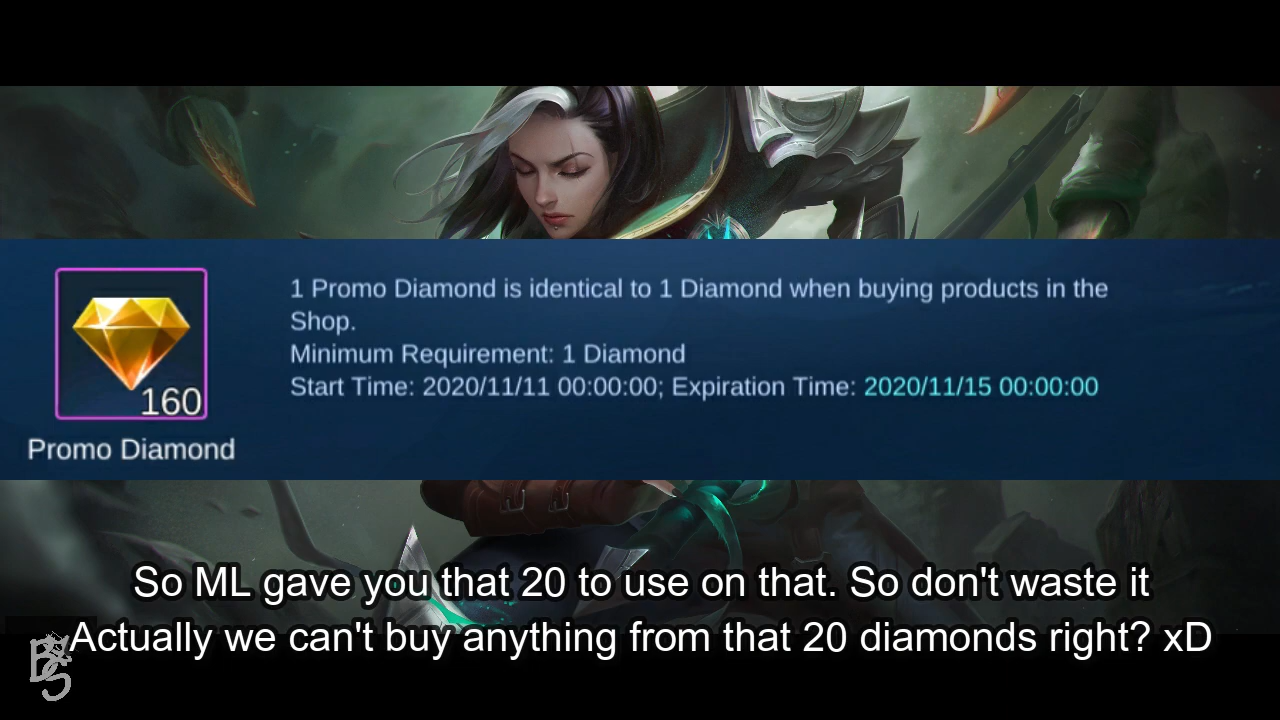 1 Promo Diamond is identical to 1 Diamond when buying products in the
Shop.
Minimum Requirement: 1 Diamond
Start Time: 2020/11/11 00:00:00; Expiration Time: 2020/11/15 00:00:00
160
Promo Diamond
So ML gave you that 20 to use on that. So don't waste it
Actually we can't buy anything from that 20 diamonds right? xD